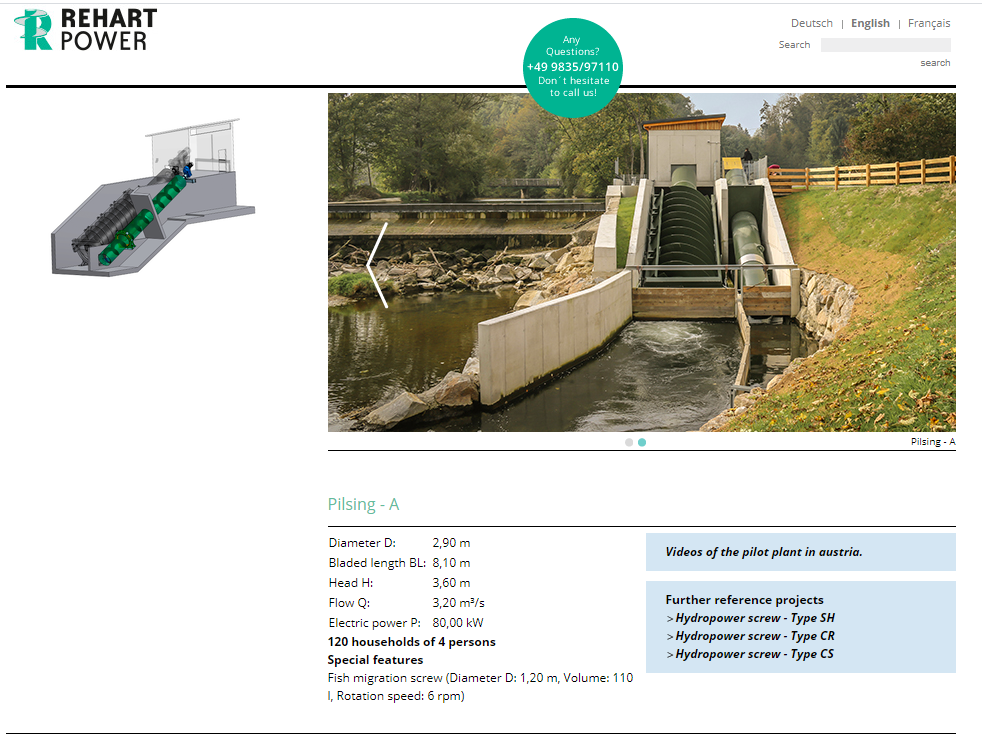 REHART
POWER
Deutsch | English | Français
Search
search
Any
Questions?
+49 9835/97110
Don´t hesitate
to call us!
Pilsing - A
Pilsing - A
Diameter D: 2,90 m
Bladed length BL: 8,10 m
Head H: 3,60 m
Flow Q: 3,20 m³/s
Electric power P: 80,00 kW
120 households of 4 persons
Special features
Fish migration screw (Diameter D: 1,20 m, Volume: 110
l, Rotation speed: 6 rpm)
Videos of the pilot plant in austria.
Further reference projects
> Hydropower screw - Type SH
> Hydropower screw - Type CR
> Hydropower screw - Type CS